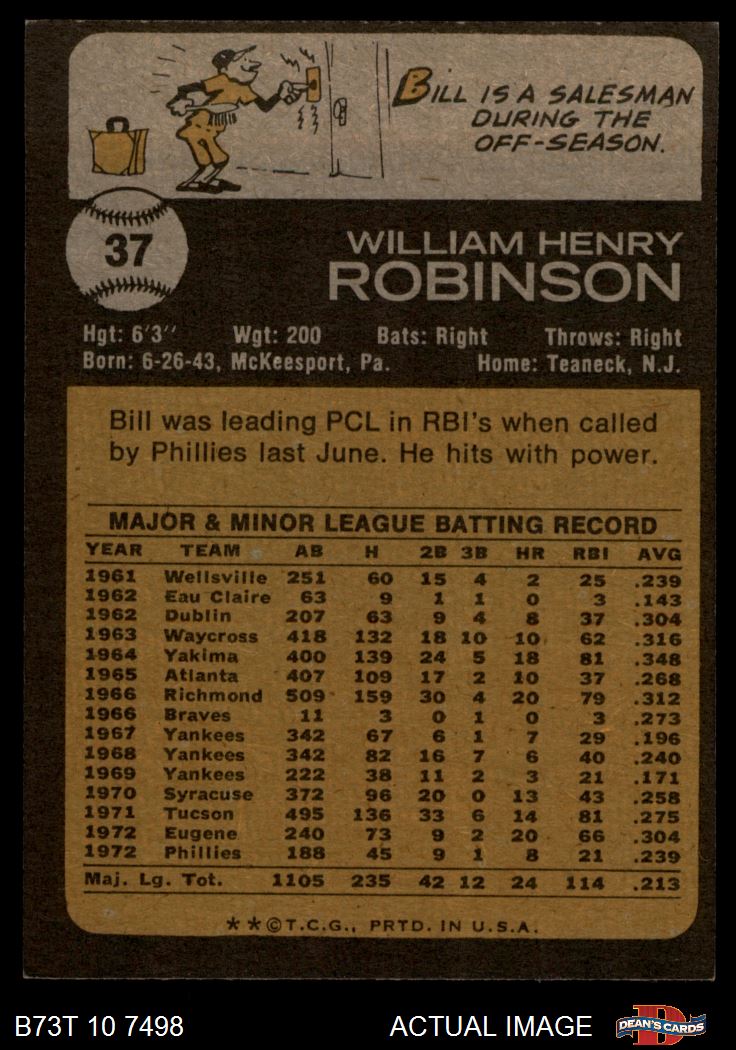 BILL IS A SALESMAN
DURING THE
OFF-SEASON.
37
WILLIAM HENRY
ROBINSON
Hgt: 6'3'' Wgt: 200 Bats: Right Throws: Right
Born: 6-26-43, McKeesport, Pa. Home: Teaneck, N.J.
Bill was leading PCL in RBI's when called
by Phillies last June. He hits with power.
MAJOR & MINOR LEAGUE BATTING RECORD
YEAR TEAM AB H 2B 3B HR RBI AVG
1961 Wellsville 251 60 15 4 2 25 .239
1962 Eau Claire 63 9 1 1 0 3 .143
1962 Dublin 207 63 9 4 8 37 .304
1963 Waycross 418 132 18 10 10 62 .316
1964 Yakima 400 139 24 5 18 81 .348
1965 Atlanta 407 109 17 2 10 37 .268
1966 Richmond 509 159 30 4 20 79 .312
1966 Braves 11 3 0 1 0 3 .273
1967 Yankees 342 67 6 1 7 29 .196
1968 Yankees 342 82 16 7 6 40 .240
1969 Yankees 222 38 11 2 3 21 .171
1970 Syracuse 372 96 20 0 13 43 .258
1971 Tucson 495 136 33 6 14 81 .275
1972 Eugene 240 73 9 2 20 66 .304
1972 Phillies 188 45 9 1 8 21 .239
Maj. Lg. Tot. 1105 235 42 12 24 114 .213
**©T.C.G., PRTD. IN U.S.A.
B73T 10 7498 ACTUAL IMAGE D DEAN'S CARDS